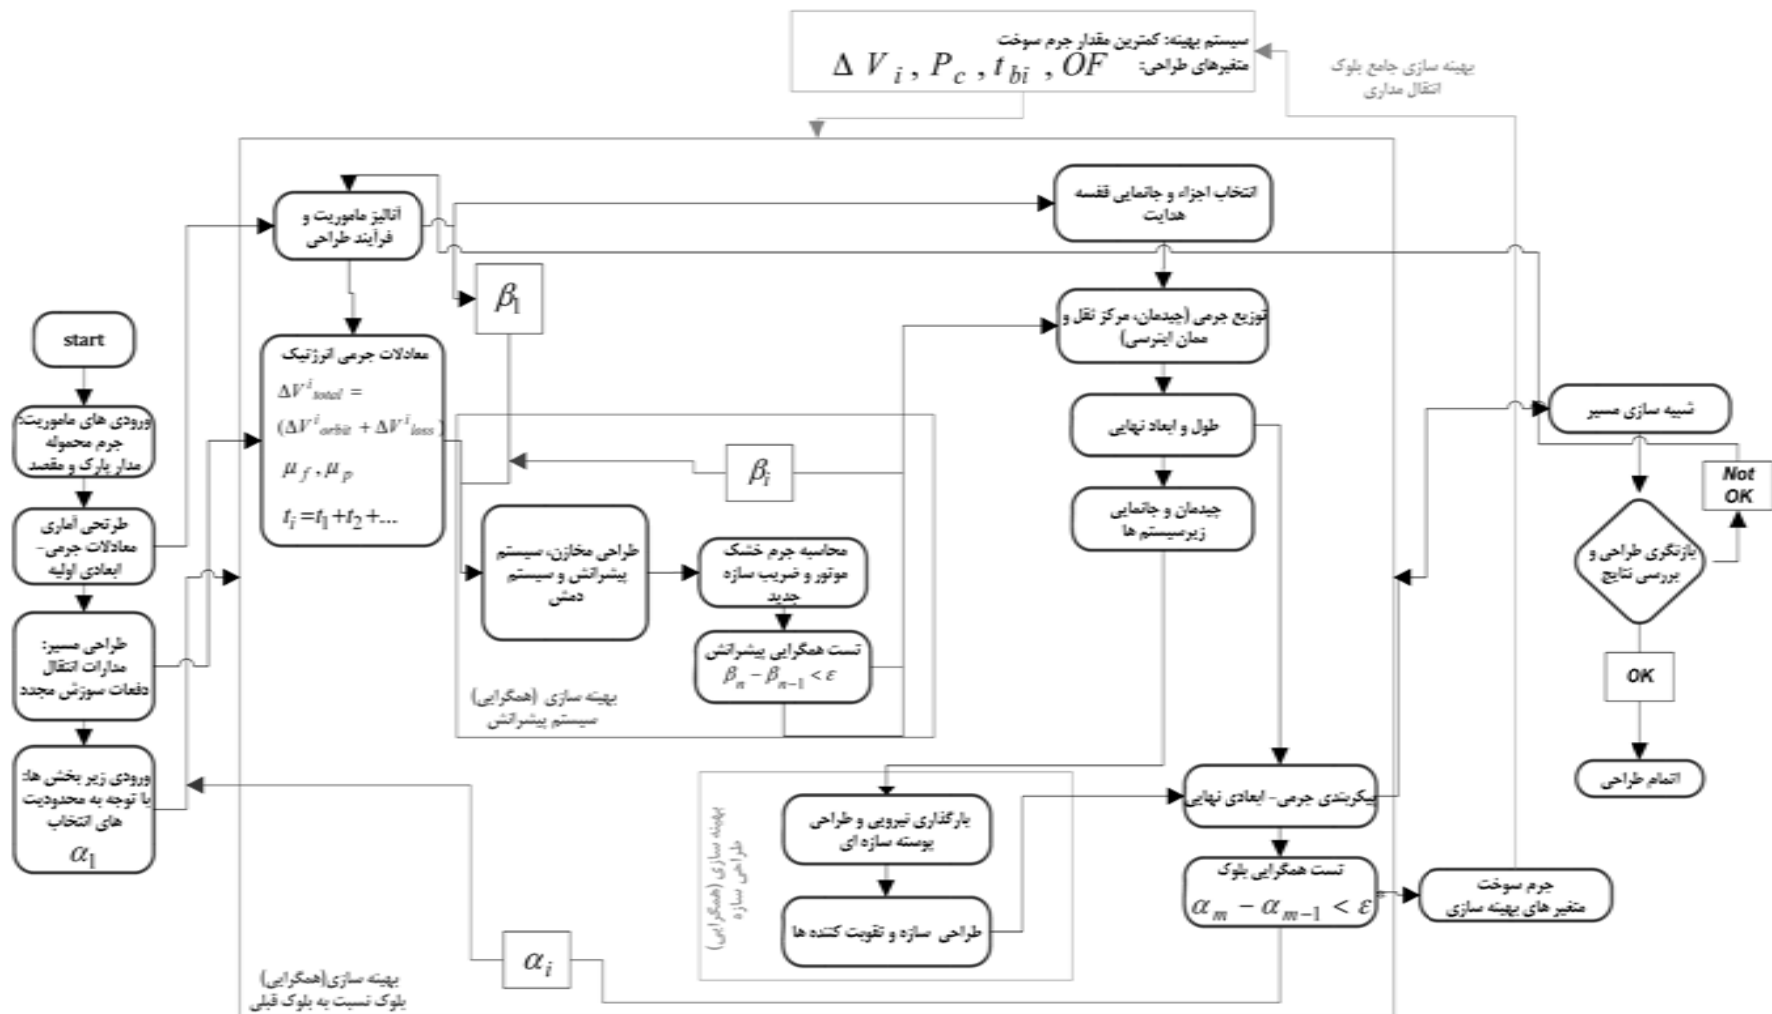 سیستم بهینه: کمترین مقدار جرم سوخت
متغیرهای طراحی: Δ V_i , P_c , t_bi , OF
بهینه سازی جامع بلوک
انتقال مداری
start
ورودی های ماموریت:
جرم محموله
مدار پارک و مقصد
طرتحی آماری
معادلات جرمی-
ابعادی اولیه
طراحی مسیر:
مدارات انتقال
دفعات سوزش مجدد
ورودی زیر بخش ها:
با توجه به محدودیت
های انتخاب
α_1
آنالیز ماموریت و
فرآیند طراحی
β_1
معادلات جرمی انرژتیک
ΔV^i_total =
(ΔV^i_orbit + ΔV^i_loss)
μ_f , μ_p
t_i = t_1 + t_2 + ...
β_i
طراحی مخازن، سیستم
پیشرانش و سیستم
دمش
محاسبه جرم خشک
موتور و ضریب سازه
جدید
تست همگرایی پیشرانش
β_n − β_{n−1} < ε
بهینه سازی (همگرایی)
سیستم پیشرانش
انتخاب اجزاء و جانمایی قفسه
هدایت
توزیع جرمی (چیدمان، مرکز ثقل و
ممان اینرسی)
طول و ابعاد نهایی
چیدمان و جانمایی
زیرسیستم ها
بهینه سازی (همگرایی)
طراحی سازه
بارگذاری نیرویی و طراحی
پوسته سازه ای
طراحی سازه و تقویت کننده ها
پیکربندی جرمی- ابعادی نهایی
تست همگرایی بلوک
α_m − α_{m−1} < ε
جرم سوخت
متغیر های بهینه سازی
α_i
بهینه سازی(همگرایی)
بلوک نسبت به بلوک قبلی
شبیه سازی مسیر
بازنگری طراحی و
بررسی نتایج
Not
OK
OK
اتمام طراحی